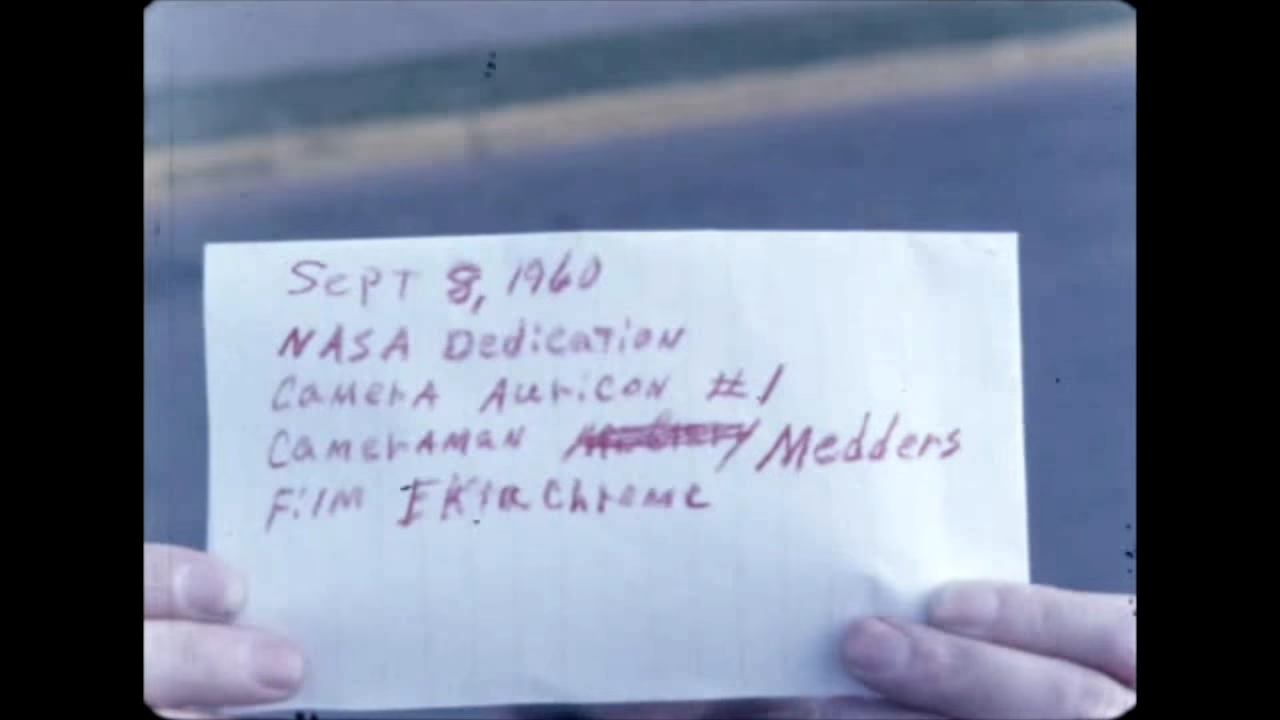 Sept 8, 1960
NASA Dedication
Camera Auricon #1
Cameraman Medders
Film Ektachrome